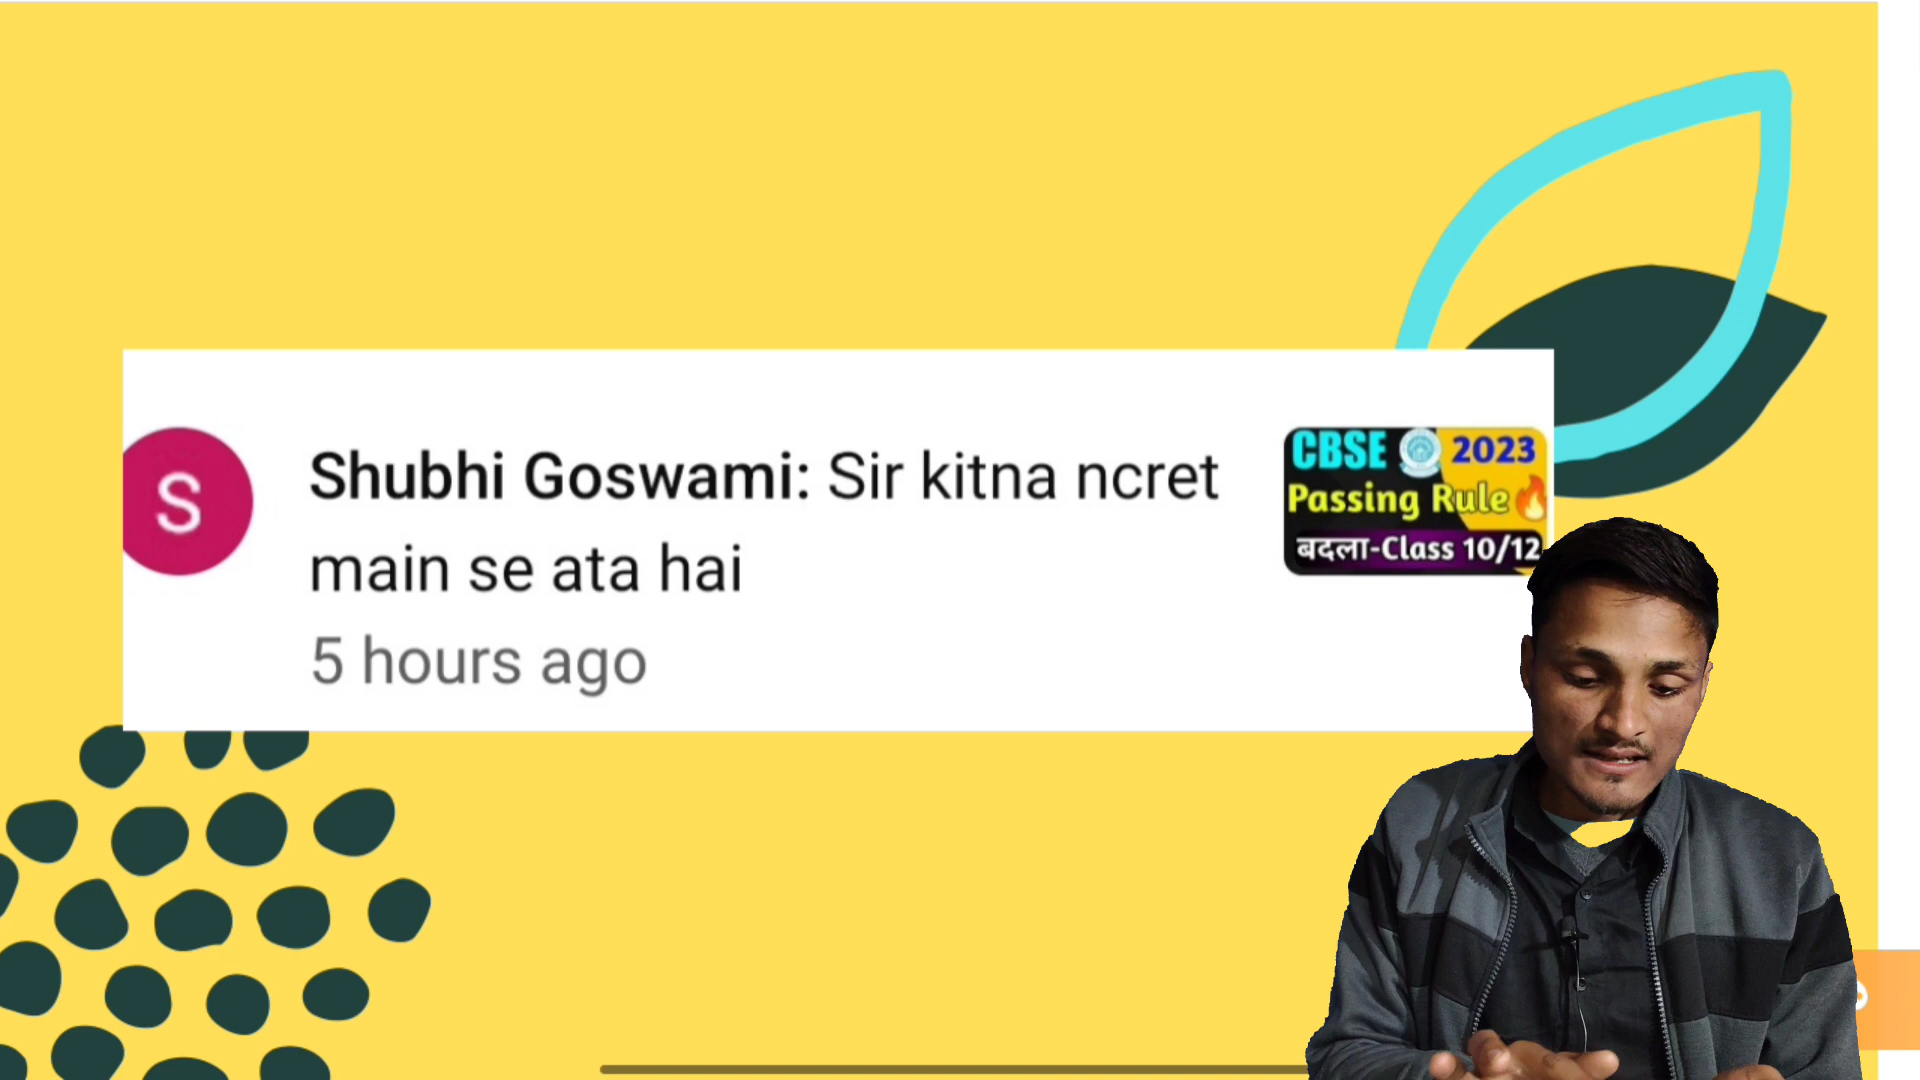 S
Shubhi Goswami: Sir kitna ncret
main se ata hai
5 hours ago
CBSE 2023
Passing Rule
बदला-Class 10/12